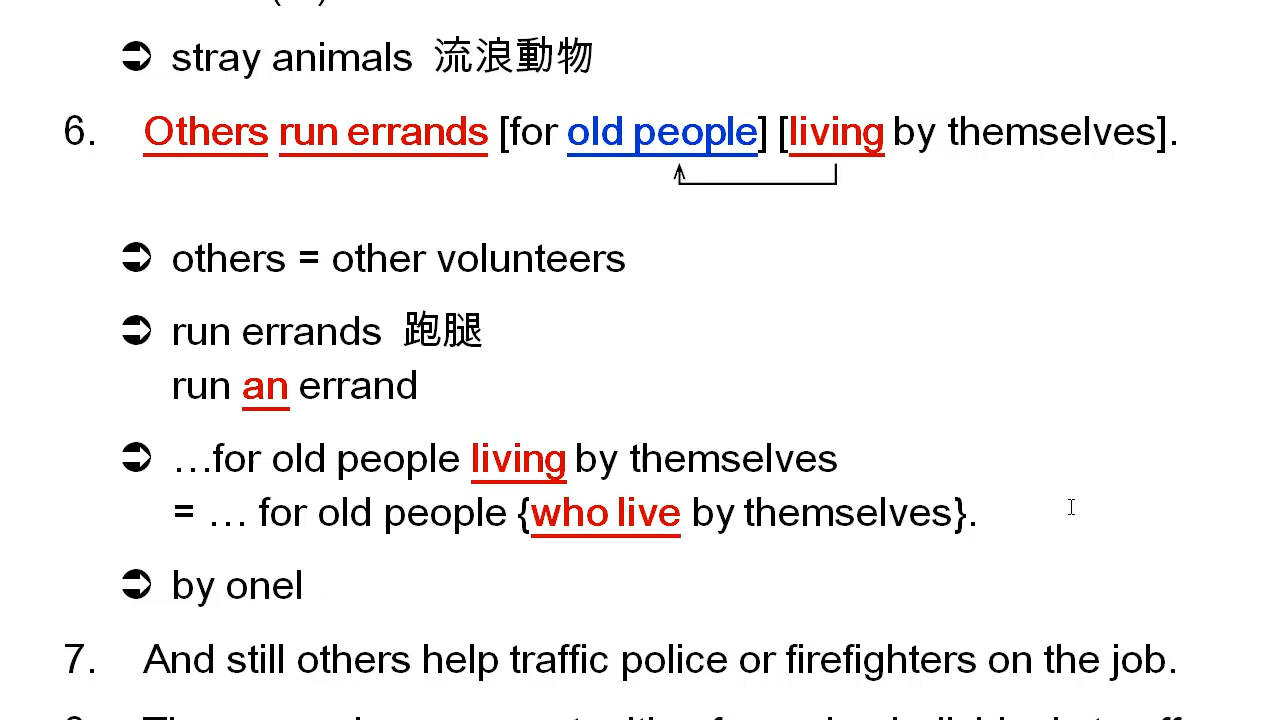 ➲ stray animals 流浪動物
6. Others run errands [for old people] [living by themselves].
➲ others = other volunteers
➲ run errands 跑腿
run an errand
➲ …for old people living by themselves
= … for old people {who live by themselves}.
➲ by onel
7. And still others help traffic police or firefighters on the job.